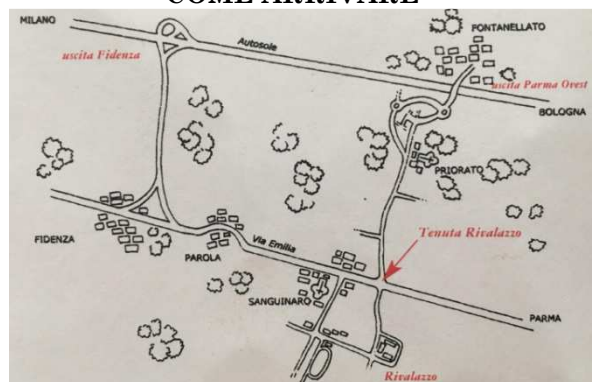 COME ARRIVARE
MILANO
FONTANELLATO
Autosole
uscita Fidenza
uscita Parma Ovest
BOLOGNA
PRIORATO
Tenuta Rivalazzo
FIDENZA
PAROLA
Via Emilia
SANGUINARO
PARMA
Rivalazzo